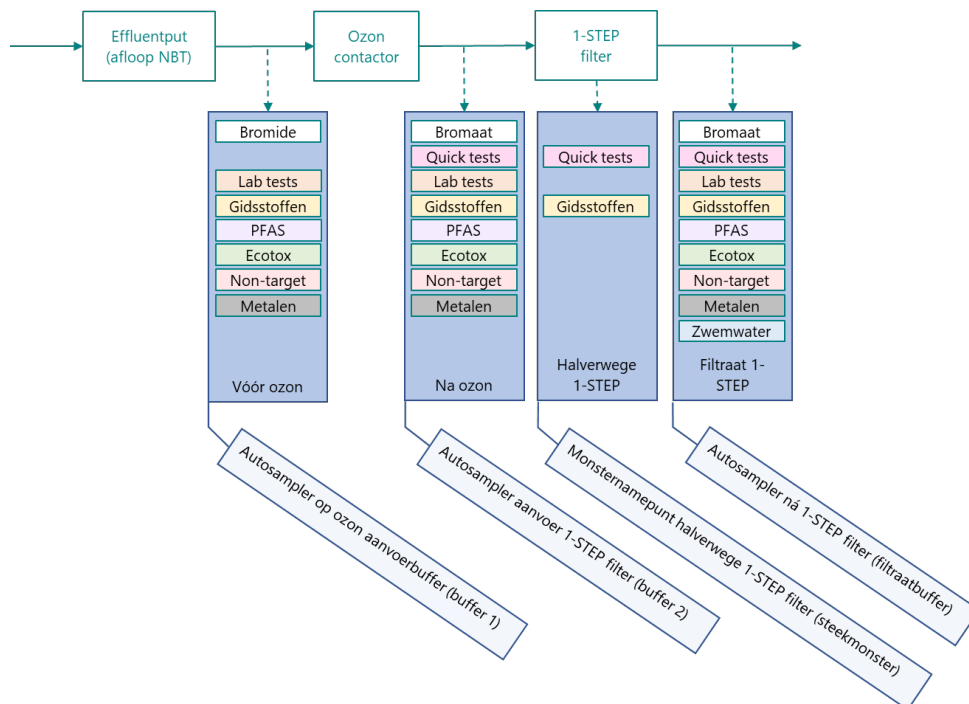 Effluentput
(afloop NBT)
Ozon
contactor
1-STEP
filter
Bromide
Lab tests
Gidsstoffen
PFAS
Ecotox
Non-target
Metalen
Vóór ozon
Bromaat
Quick tests
Lab tests
Gidsstoffen
PFAS
Ecotox
Non-target
Metalen
Na ozon
Quick tests
Gidsstoffen
Halverwege
1-STEP
Bromaat
Quick tests
Lab tests
Gidsstoffen
PFAS
Ecotox
Non-target
Metalen
Zwemwater
Filtraat 1-
STEP
Autosampler op ozon aanvoerbuffer (buffer 1)
Autosampler aanvoer 1-STEP filter (buffer 2)
Monsternamepunt halverwege 1-STEP filter (steekmonster)
Autosampler ná 1-STEP filter (filtraatbuffer)